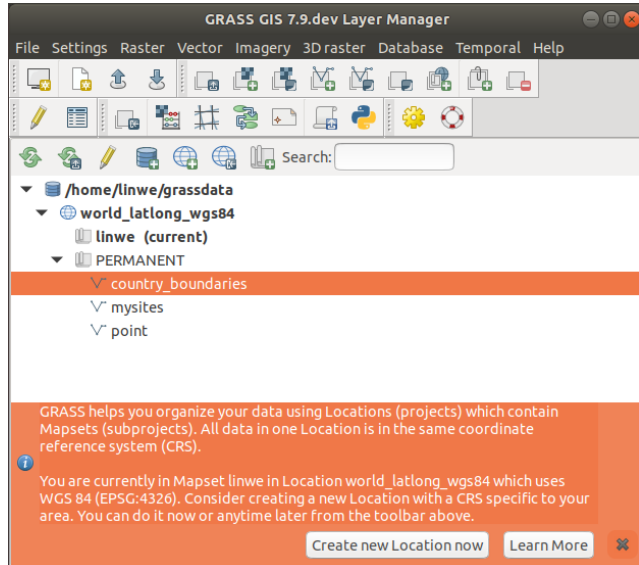 GRASS GIS 7.9.dev Layer Manager
File Settings Raster Vector Imagery 3D raster Database Temporal Help
Search:
/home/linwe/grassdata
world_latlong_wgs84
linwe (current)
PERMANENT
country_boundaries
mysites
point
GRASS helps you organize your data using Locations (projects) which contain
Mapsets (subprojects). All data in one Location is in the same coordinate
reference system (CRS).
You are currently in Mapset linwe in Location world_latlong_wgs84 which uses
WGS 84 (EPSG:4326). Consider creating a new Location with a CRS specific to your
area. You can do it now or anytime later from the toolbar above.
Create new Location now Learn More